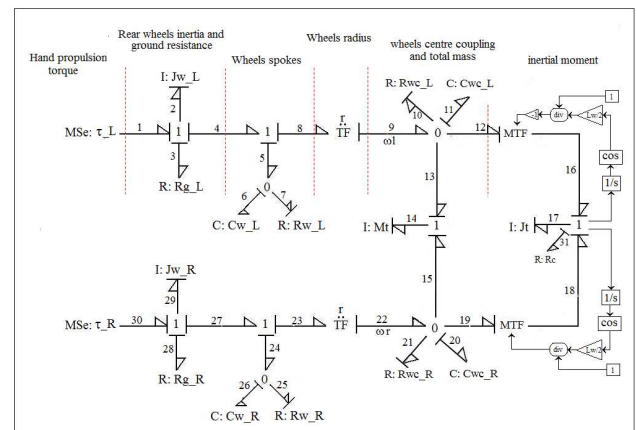 Hand propulsion
torque
Rear wheels inertia and
ground resistance
Wheels spokes
Wheels radius
wheels centre coupling
and total mass
inertial moment
I: Jw_L
R: Rwc_L
C: Cwc_L
1
2
10
11
div
-1
Lw/2
r
MSe: τ_L
1
1
4
1
8
TF
9
0
12
MTF
ωl
cos
3
5
13
16
R: Rg_L
0
1/s
6
7
C: Cw_L
R: Rw_L
I: Mt
14
1
I: Jt
17
1
31
R: Rc
I: Jw_R
15
18
29
1/s
r
MSe: τ_R
30
1
27
1
23
TF
22
0
19
MTF
cos
ωr
28
24
21
20
div
Lw/2
R: Rg_R
0
R: Rwc_R
C: Cwc_R
1
26
25
C: Cw_R
R: Rw_R